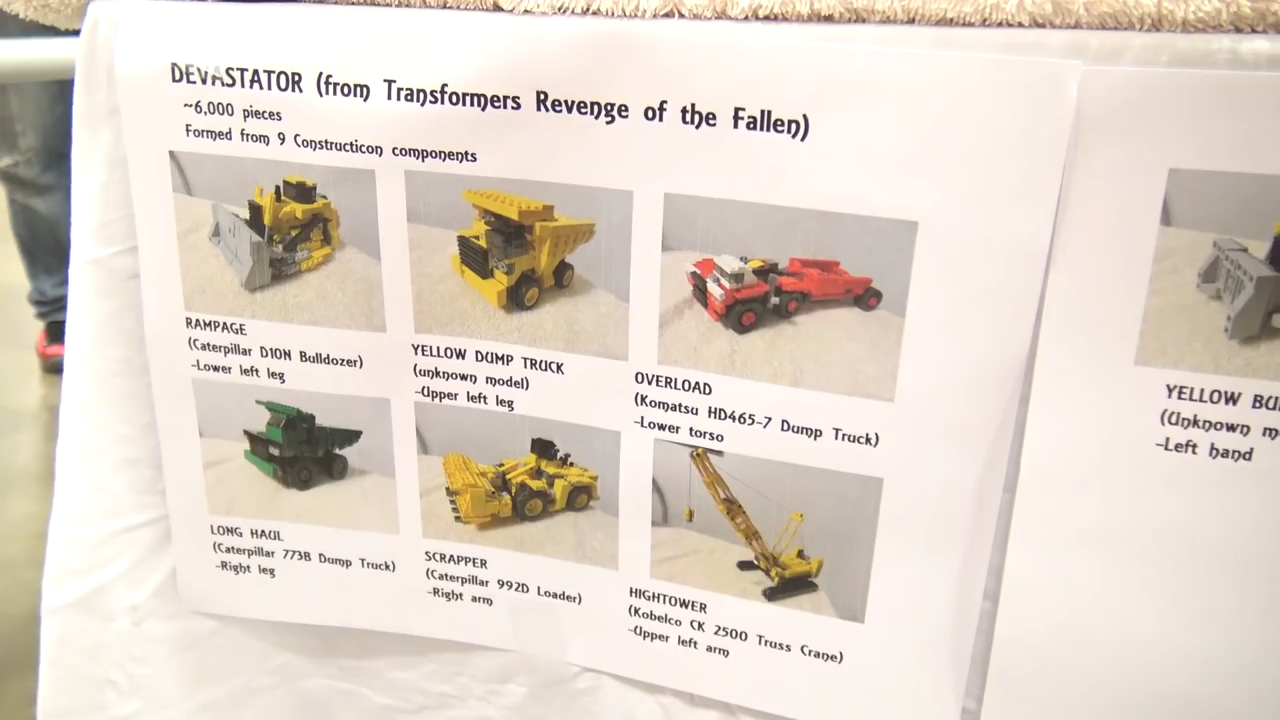 DEVASTATOR (from Transformers Revenge of the Fallen)
~6,000 pieces
Formed from 9 Constructicon components
RAMPAGE
(Caterpillar D10N Bulldozer)
-Lower left leg
YELLOW DUMP TRUCK
(unknown model)
-Upper left leg
OVERLOAD
(Komatsu HD465-7 Dump Truck)
-Lower torso
LONG HAUL
(Caterpillar 773B Dump Truck)
-Right leg
SCRAPPER
(Caterpillar 992D Loader)
-Right arm
HIGHTOWER
(Kobelco CK 2500 Truss Crane)
-Upper left arm
YELLOW
(Unknown
-Left hand